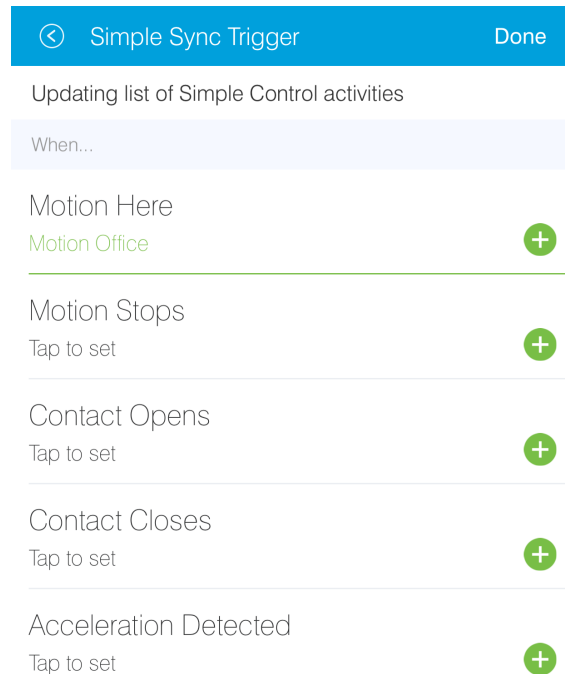 Simple Sync Trigger Done
Updating list of Simple Control activities
When...
Motion Here
Motion Office
Motion Stops
Tap to set
Contact Opens
Tap to set
Contact Closes
Tap to set
Acceleration Detected
Tap to set